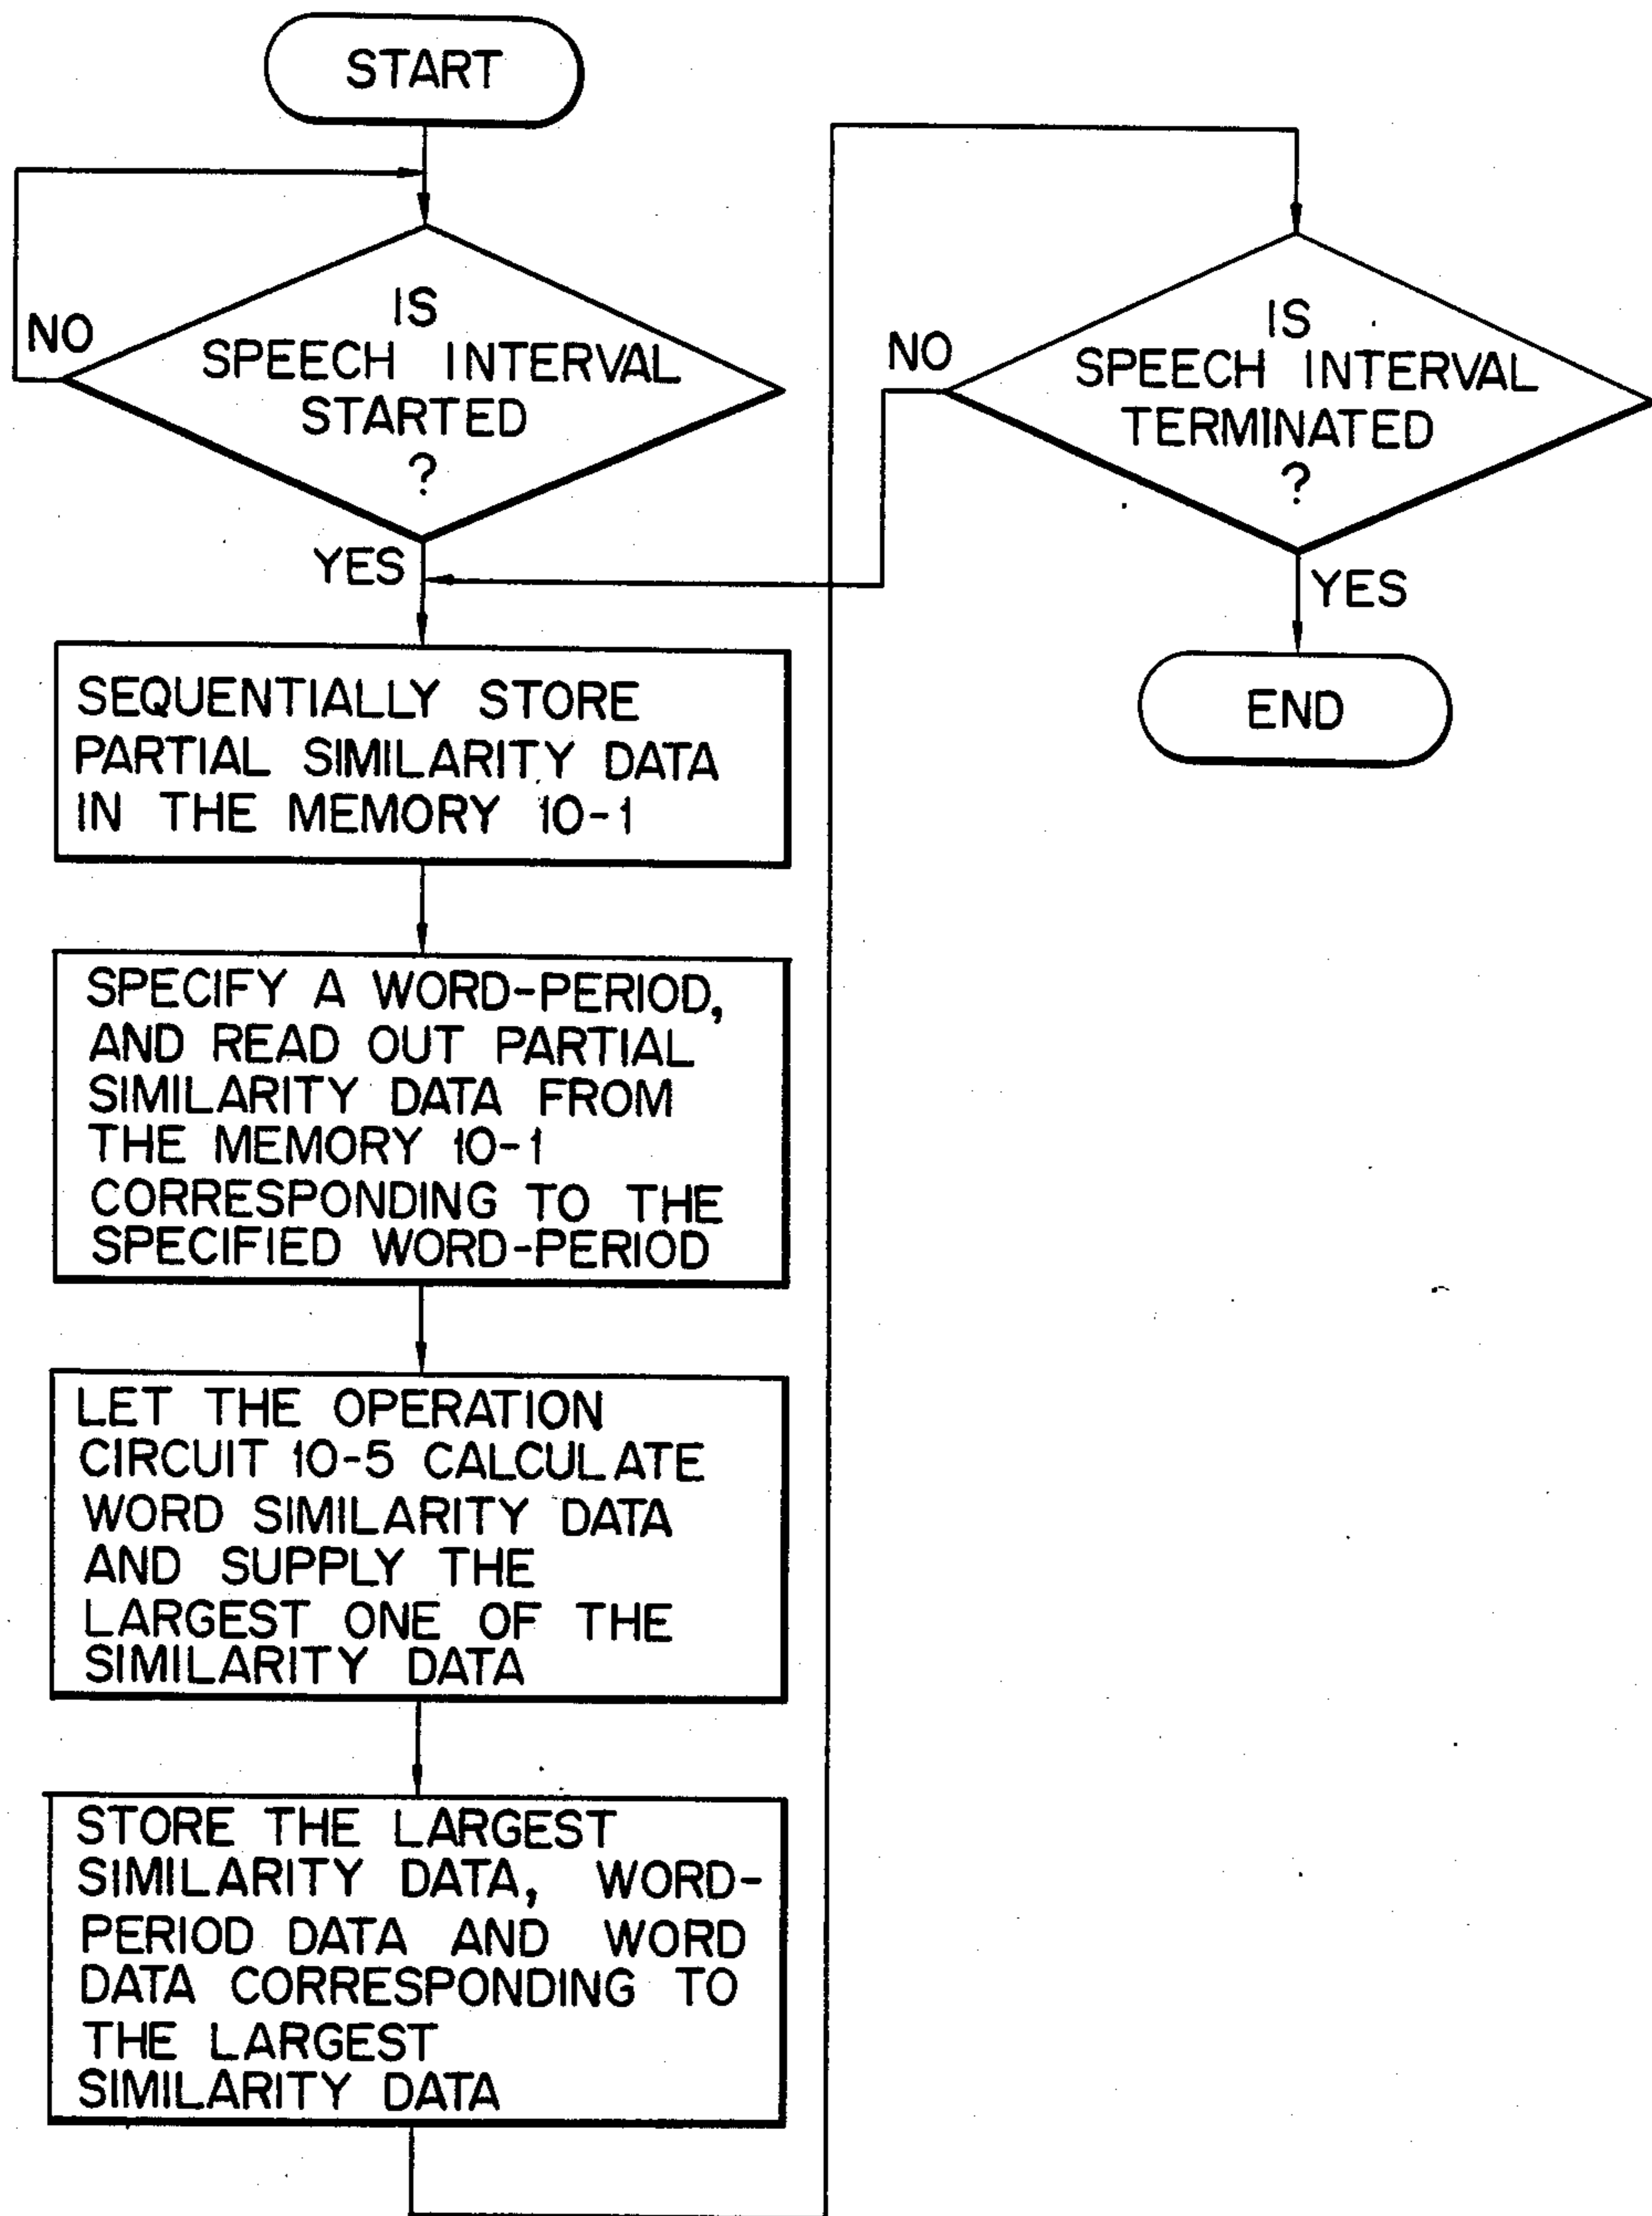 START
IS
SPEECH INTERVAL
STARTED
?
NO
YES
SEQUENTIALLY STORE
PARTIAL SIMILARITY DATA
IN THE MEMORY 10-1
SPECIFY A WORD-PERIOD,
AND READ OUT PARTIAL
SIMILARITY DATA FROM
THE MEMORY 10-1
CORRESPONDING TO THE
SPECIFIED WORD-PERIOD
LET THE OPERATION
CIRCUIT 10-5 CALCULATE
WORD SIMILARITY DATA
AND SUPPLY THE
LARGEST ONE OF THE
SIMILARITY DATA
STORE THE LARGEST
SIMILARITY DATA, WORD-
PERIOD DATA AND WORD
DATA CORRESPONDING TO
THE LARGEST
SIMILARITY DATA
IS
SPEECH INTERVAL
TERMINATED
?
NO
YES
END